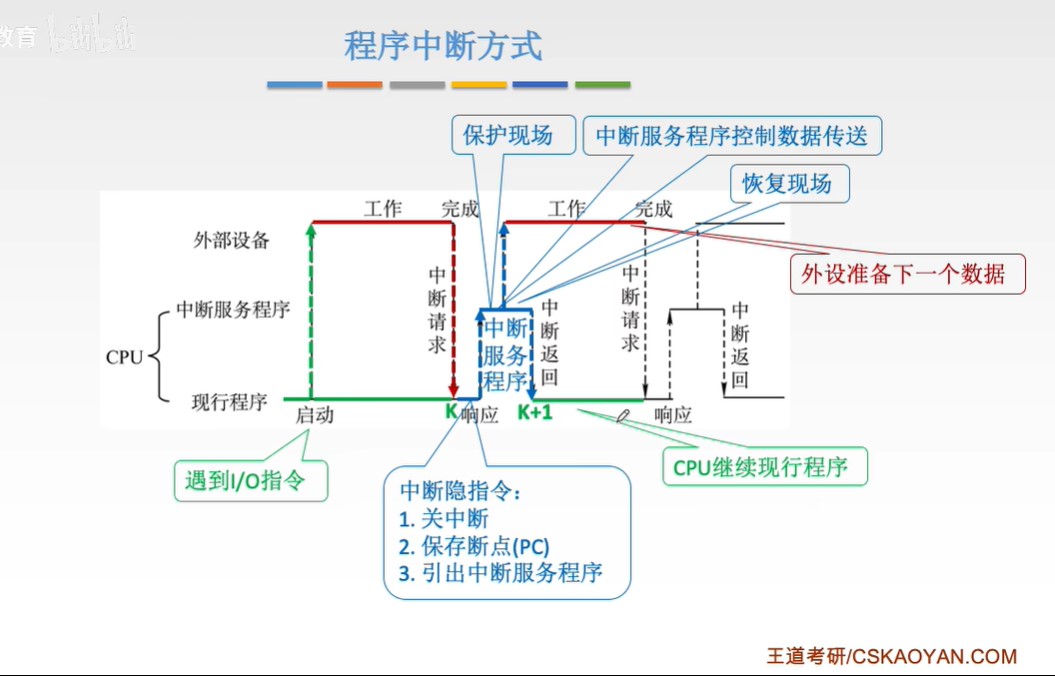 教育 bilibili
程序中断方式
保护现场
中断服务程序控制数据传送
恢复现场
工作
完成
工作
完成
外部设备
外设准备下一个数据
中断请求
中断服务程序
中断请求
中断返回
中断服务程序
中断返回
CPU
现行程序
启动
K
响应
K+1
响应
遇到I/O指令
CPU继续现行程序
中断隐指令：
1. 关中断
2. 保存断点(PC)
3. 引出中断服务程序
王道考研/CSKAOYAN.COM